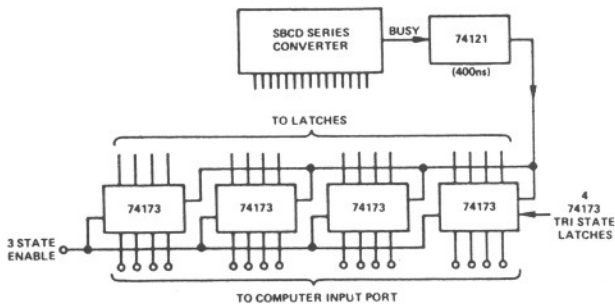 SBCD SERIES
CONVERTER
BUSY
74121
(400ns)
TO LATCHES
74173
74173
74173
74173
4
74173
TRI STATE
LATCHES
3 STATE
ENABLE
TO COMPUTER INPUT PORT